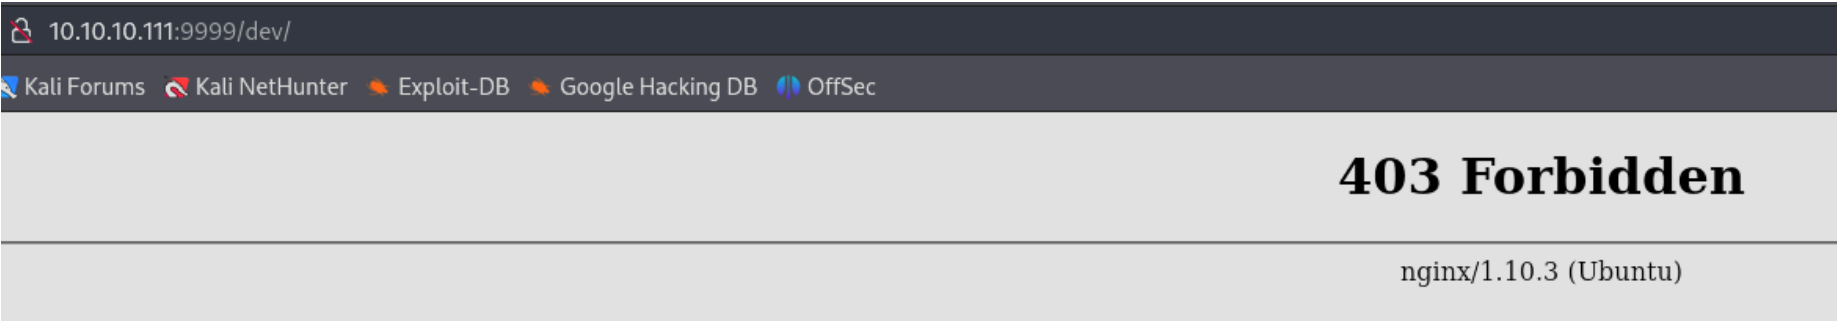 10.10.10.111:9999/dev/
Kali Forums Kali NetHunter Exploit-DB Google Hacking DB OffSec
403 Forbidden
nginx/1.10.3 (Ubuntu)